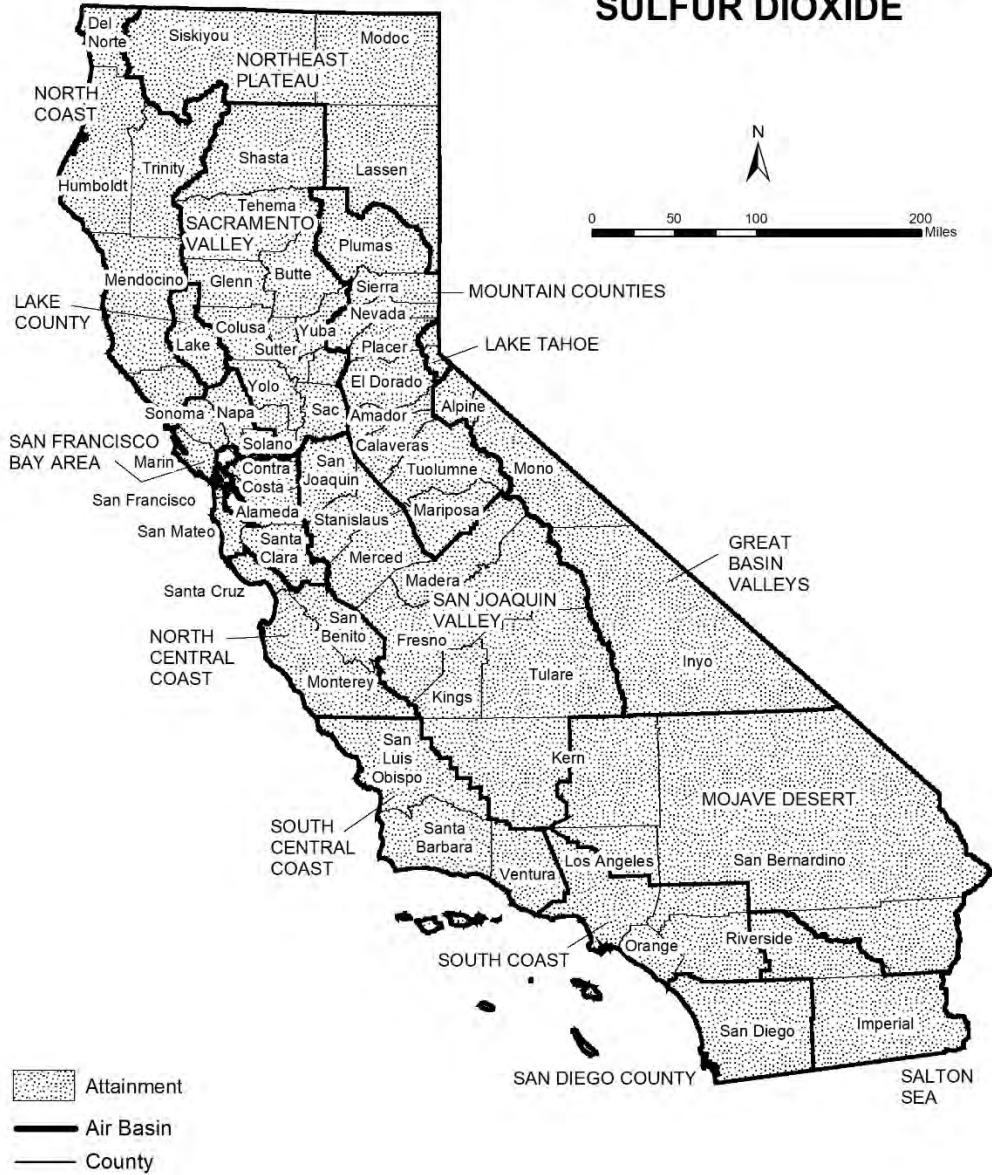 SULFUR DIOXIDE
Del
Norte
Siskiyou
Modoc
NORTHEAST
PLATEAU
NORTH
COAST
N
Trinity
Shasta
Lassen
Humboldt
Tehema
SACRAMENTO
VALLEY
Plumas
0 50 100 200
Miles
Mendocino
Glenn
Butte
Sierra
MOUNTAIN COUNTIES
LAKE
COUNTY
Nevada
Colusa
Yuba
Lake
Sutter
Placer
LAKE TAHOE
Yolo
El Dorado
Sonoma
Napa
Sac
Amador
Alpine
SAN FRANCISCO
BAY AREA
Solano
Calaveras
Marin
Contra
Costa
San
Joaquin
Tuolumne
Mono
San Francisco
Alameda
Stanislaus
Mariposa
San Mateo
Santa
Clara
Merced
GREAT
BASIN
VALLEYS
Santa Cruz
Madera
SAN JOAQUIN
VALLEY
NORTH
CENTRAL
COAST
San
Benito
Fresno
Monterey
Kings
Tulare
Inyo
San
Luis
Obispo
Kern
MOJAVE DESERT
SOUTH
CENTRAL
COAST
Santa
Barbara
Ventura
Los Angeles
San Bernardino
SOUTH COAST
Orange
Riverside
San Diego
Imperial
SAN DIEGO COUNTY
SALTON
SEA
Attainment
Air Basin
County